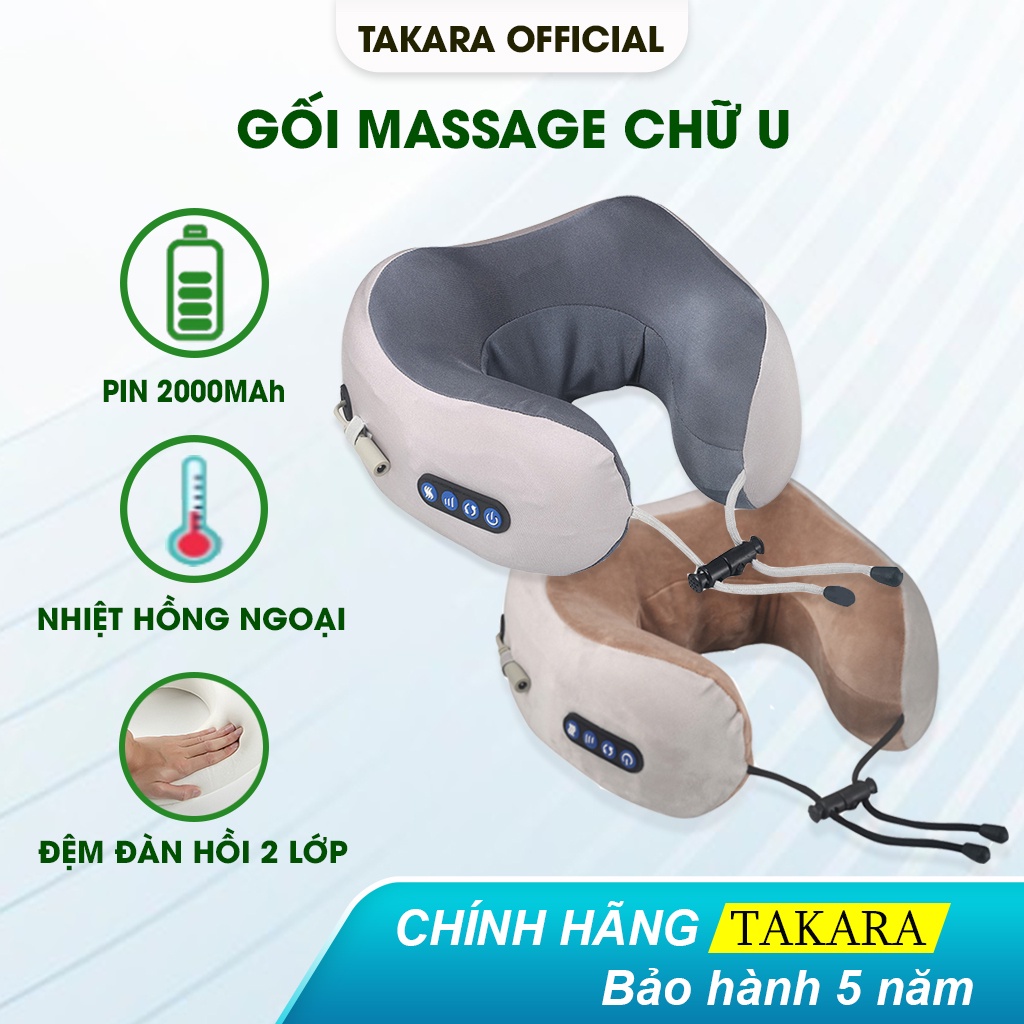 TAKARA OFFICIAL
GỐI MASSAGE CHỮ U
PIN 2000MAh
NHIỆT HỒNG NGOẠI
ĐỆM ĐÀN HỒI 2 LỚP
CHÍNH HÃNG TAKARA
Bảo hành 5 năm